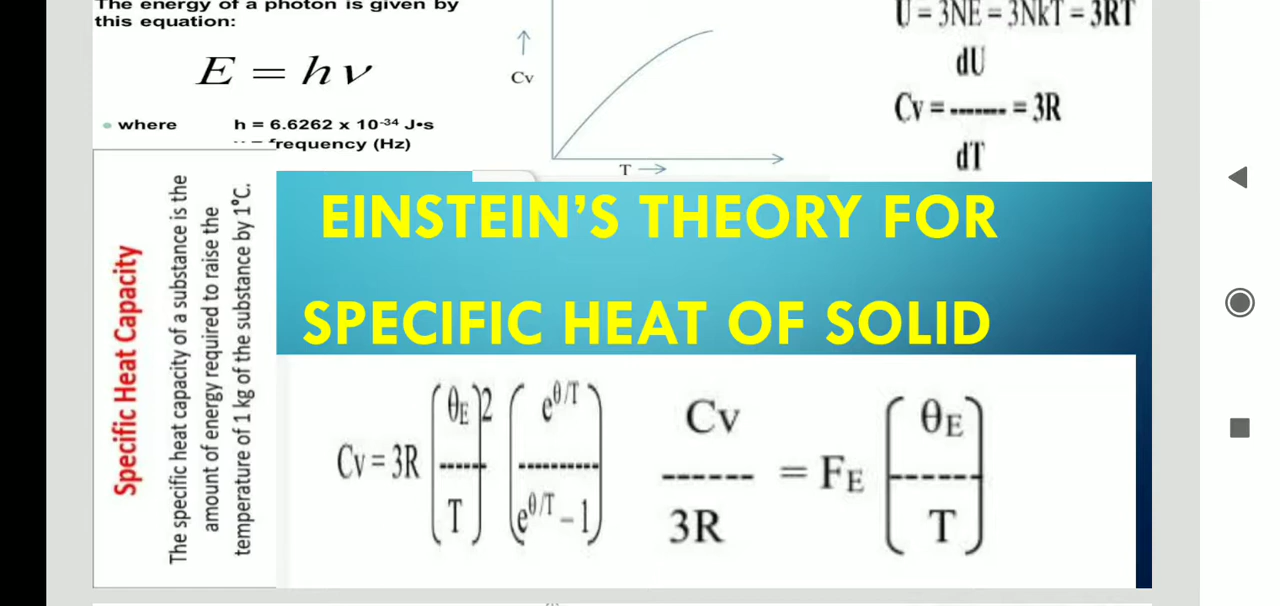 The energy of a photon is given by
this equation:
E = hν
• where h = 6.6262 x 10⁻³⁴ J•s
frequency (Hz)
↑
Cv
T →
U = 3NE = 3NkT = 3RT
dU
Cv = ------- = 3R
dT
Specific Heat Capacity
The specific heat capacity of a substance is the
amount of energy required to raise the
temperature of 1 kg of the substance by 1°C.
EINSTEIN'S THEORY FOR
SPECIFIC HEAT OF SOLID
Cv = 3R (θE / T)2 (e^θ/T / e^θ/T – 1)
Cv / 3R = FE (θE / T)